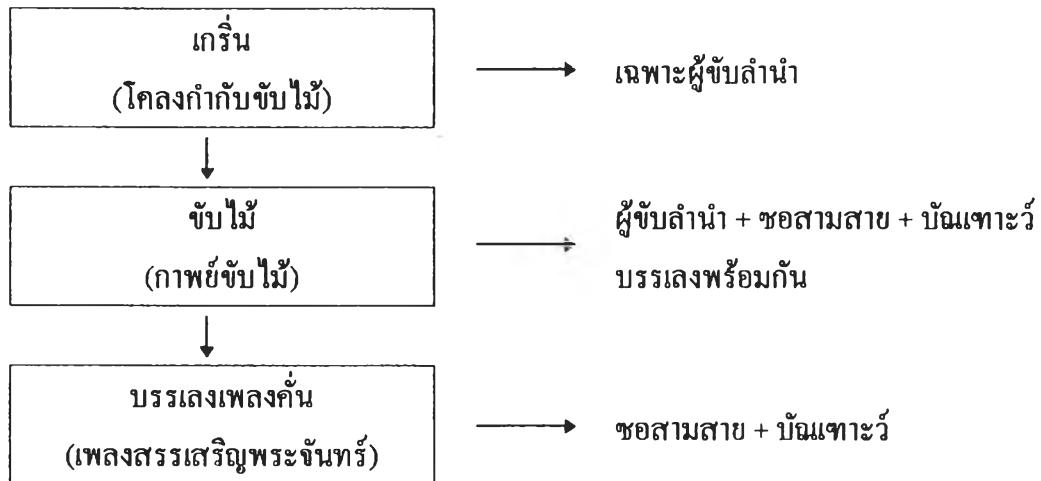 เกริ่น
(โคลงกำกับขับไม้)
เฉพาะผู้ขับลำนำ
ขับไม้
(กาพย์ขับไม้)
ผู้ขับลำนำ + ซอสามสาย + บัณเฑาะว์
บรรเลงพร้อมกัน
บรรเลงเพลงคั่น
(เพลงสรรเสริญพระจันทร์)
ซอสามสาย + บัณเฑาะว์